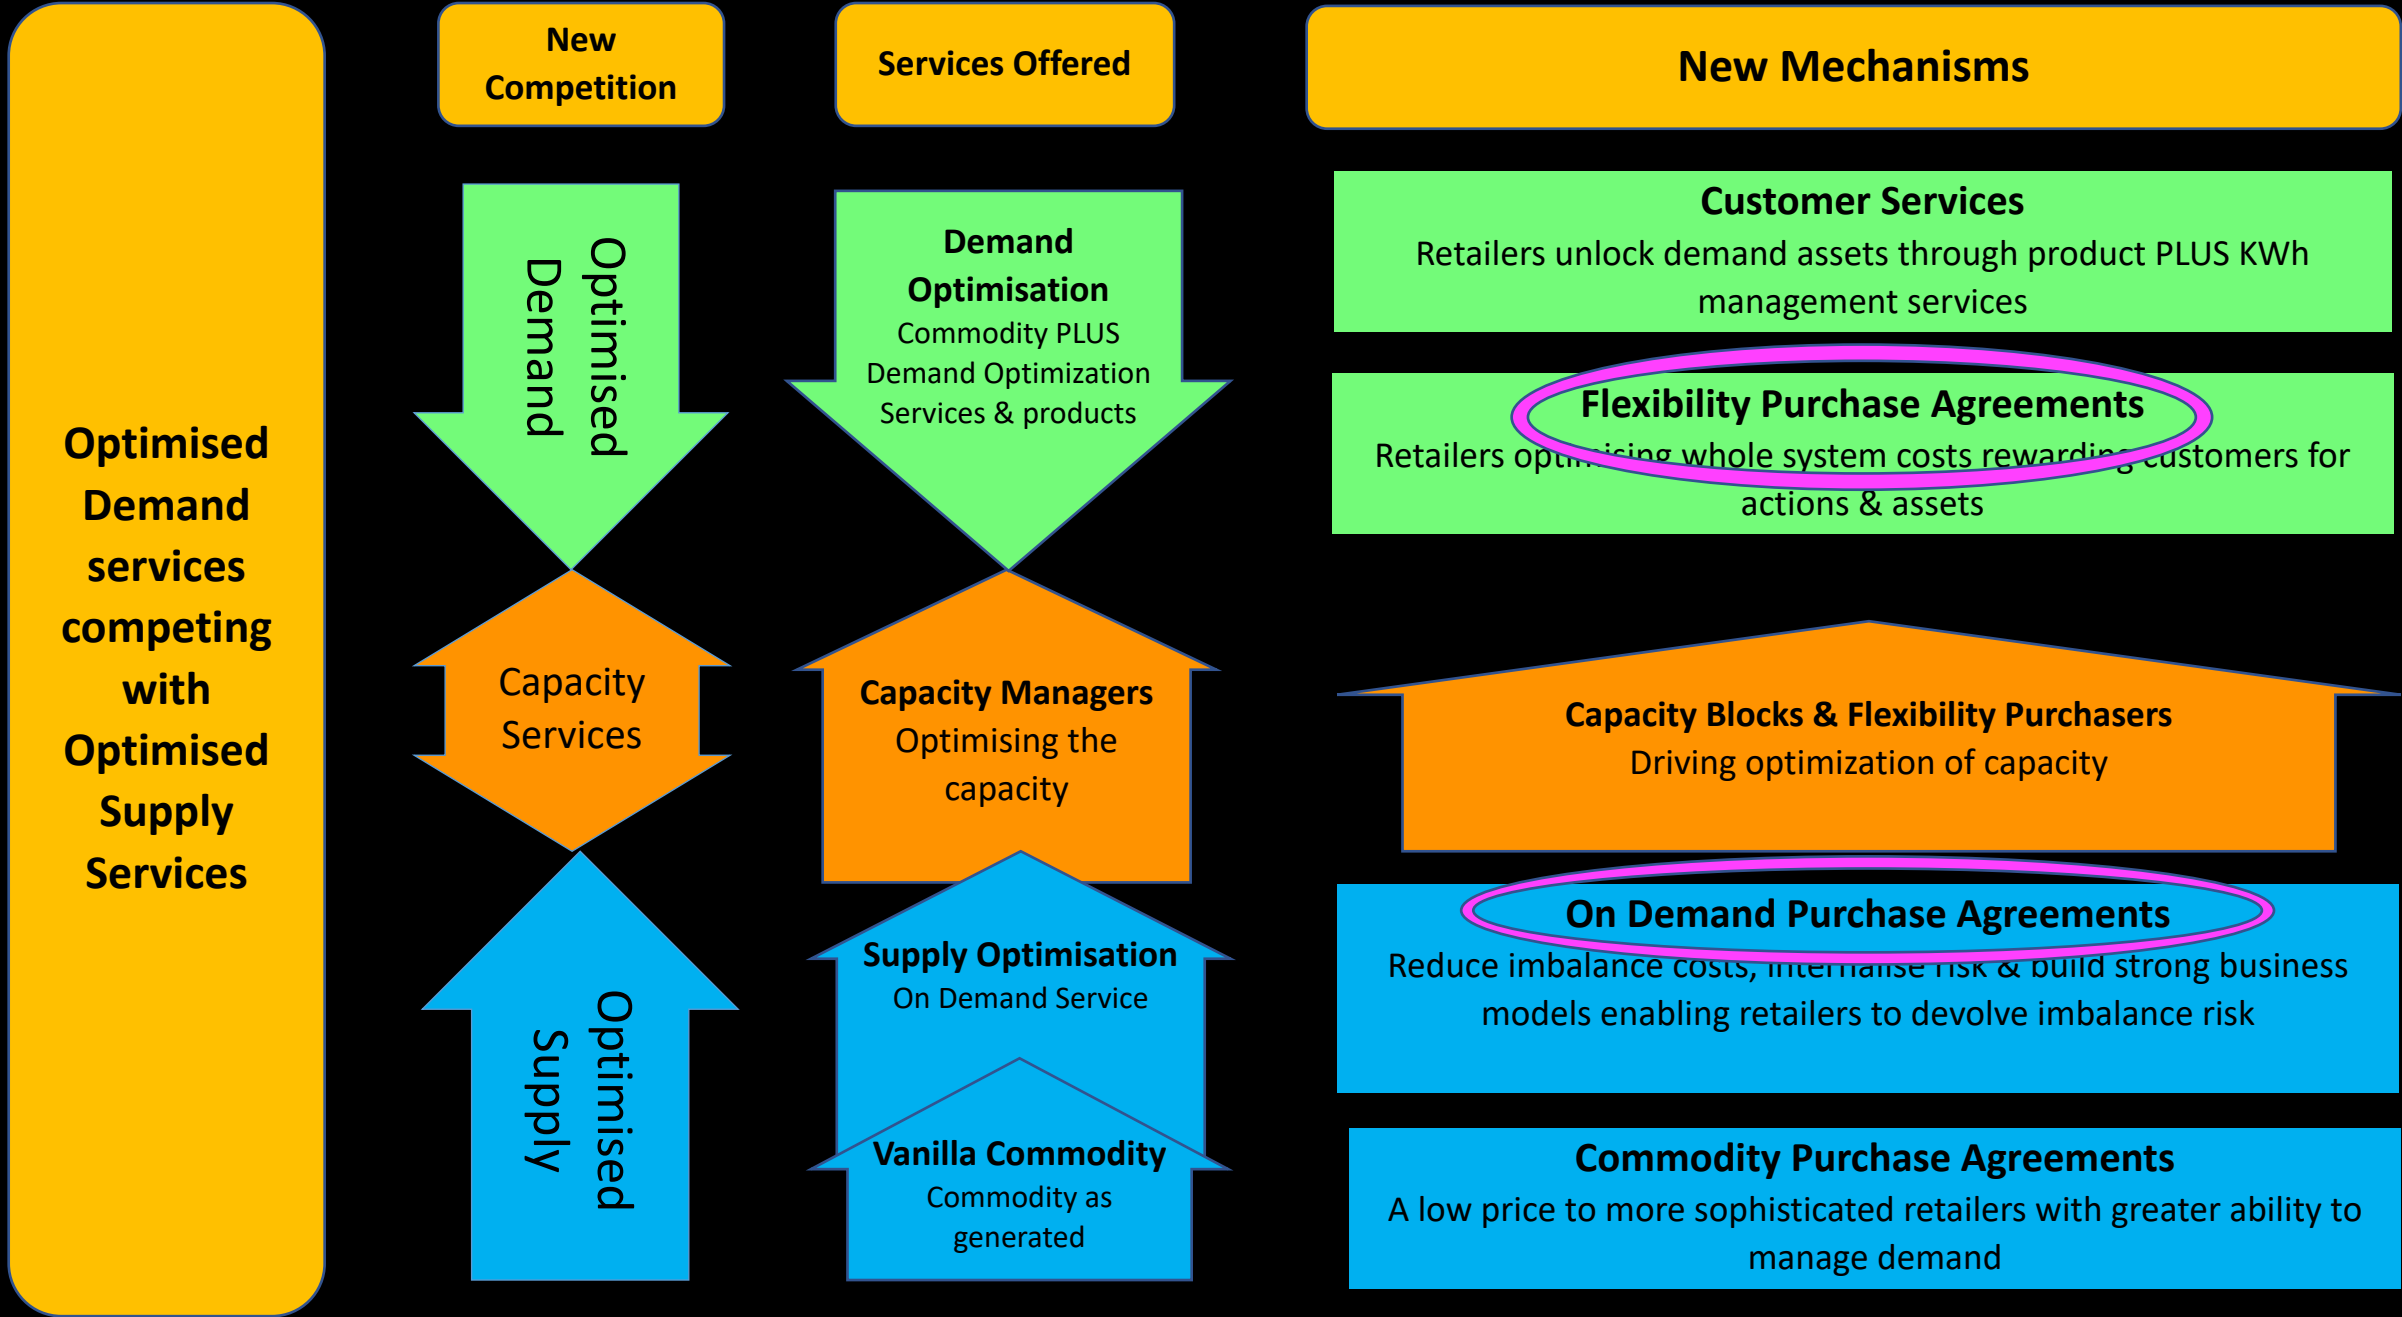 Optimised
Demand
services
competing
with
Optimised
Supply
Services
New
Competition
Services Offered
New Mechanisms
Optimised
Demand
Demand
Optimisation
Commodity PLUS
Demand Optimization
Services & products
Customer Services
Retailers unlock demand assets through product PLUS KWh
management services
Flexibility Purchase Agreements
Retailers optimising whole system costs rewarding customers for
actions & assets
Capacity
Services
Capacity Managers
Optimising the
capacity
Capacity Blocks & Flexibility Purchasers
Driving optimization of capacity
Optimised
Supply
Supply Optimisation
On Demand Service
Vanilla Commodity
Commodity as
generated
On Demand Purchase Agreements
Reduce imbalance costs, internalise risk & build strong business
models enabling retailers to devolve imbalance risk
Commodity Purchase Agreements
A low price to more sophisticated retailers with greater ability to
manage demand